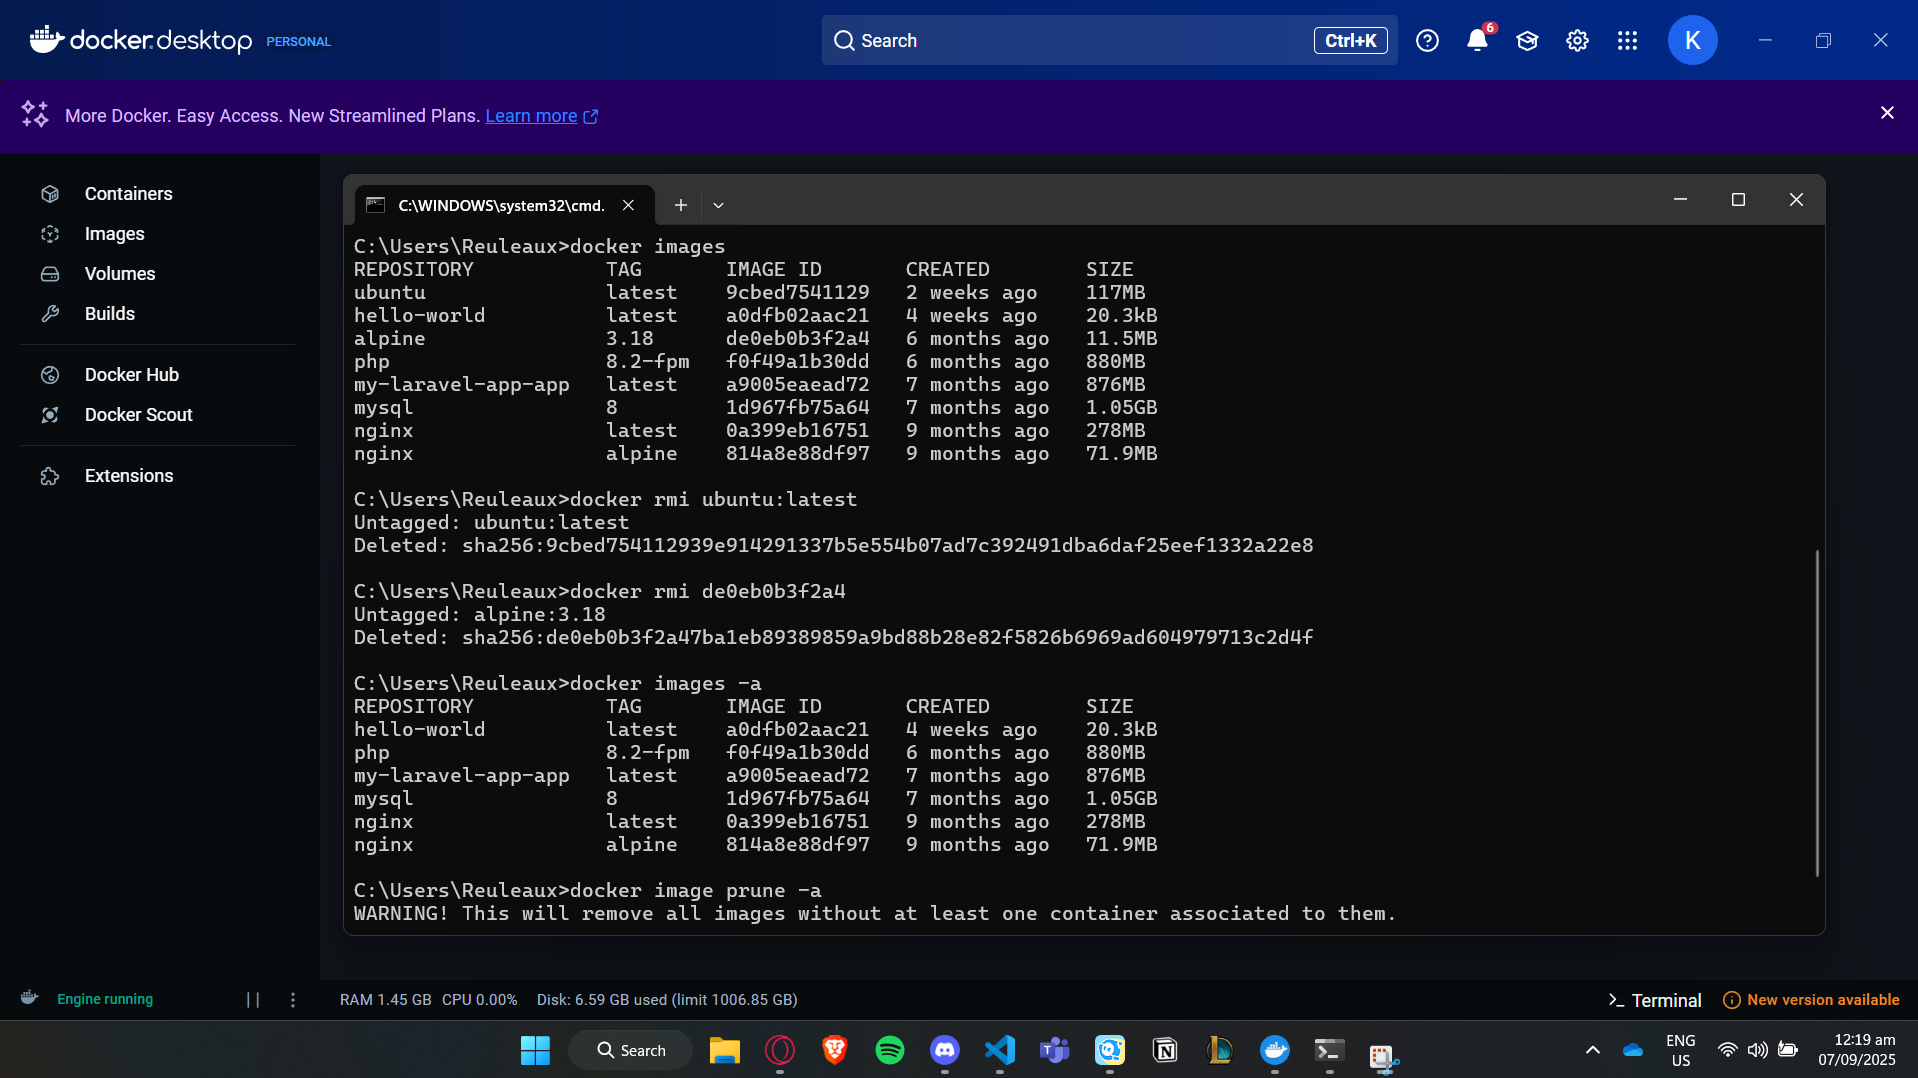 docker.desktop PERSONAL
Search
Ctrl+K
6
K
More Docker. Easy Access. New Streamlined Plans. Learn more
Containers
Images
Volumes
Builds
Docker Hub
Docker Scout
Extensions
C:\WINDOWS\system32\cmd.
C:\Users\Reuleaux>docker images
REPOSITORY TAG IMAGE ID CREATED SIZE
ubuntu latest 9cbed7541129 2 weeks ago 117MB
hello-world latest a0dfb02aac21 4 weeks ago 20.3kB
alpine 3.18 de0eb0b3f2a4 6 months ago 11.5MB
php 8.2-fpm f0f49a1b30dd 6 months ago 880MB
my-laravel-app-app latest a9005eaead72 7 months ago 876MB
mysql 8 1d967fb75a64 7 months ago 1.05GB
nginx latest 0a399eb16751 9 months ago 278MB
nginx alpine 814a8e88df97 9 months ago 71.9MB
C:\Users\Reuleaux>docker rmi ubuntu:latest
Untagged: ubuntu:latest
Deleted: sha256:9cbed754112939e914291337b5e554b07ad7c392491dba6daf25eef1332a22e8
C:\Users\Reuleaux>docker rmi de0eb0b3f2a4
Untagged: alpine:3.18
Deleted: sha256:de0eb0b3f2a47ba1eb89389859a9bd88b28e82f5826b6969ad604979713c2d4f
C:\Users\Reuleaux>docker images -a
REPOSITORY TAG IMAGE ID CREATED SIZE
hello-world latest a0dfb02aac21 4 weeks ago 20.3kB
php 8.2-fpm f0f49a1b30dd 6 months ago 880MB
my-laravel-app-app latest a9005eaead72 7 months ago 876MB
mysql 8 1d967fb75a64 7 months ago 1.05GB
nginx latest 0a399eb16751 9 months ago 278MB
nginx alpine 814a8e88df97 9 months ago 71.9MB
C:\Users\Reuleaux>docker image prune -a
WARNING! This will remove all images without at least one container associated to them.
Engine running
RAM 1.45 GB CPU 0.00% Disk: 6.59 GB used (limit 1006.85 GB)
Terminal
New version available
Search
ENG
US
12:19 am
07/09/2025